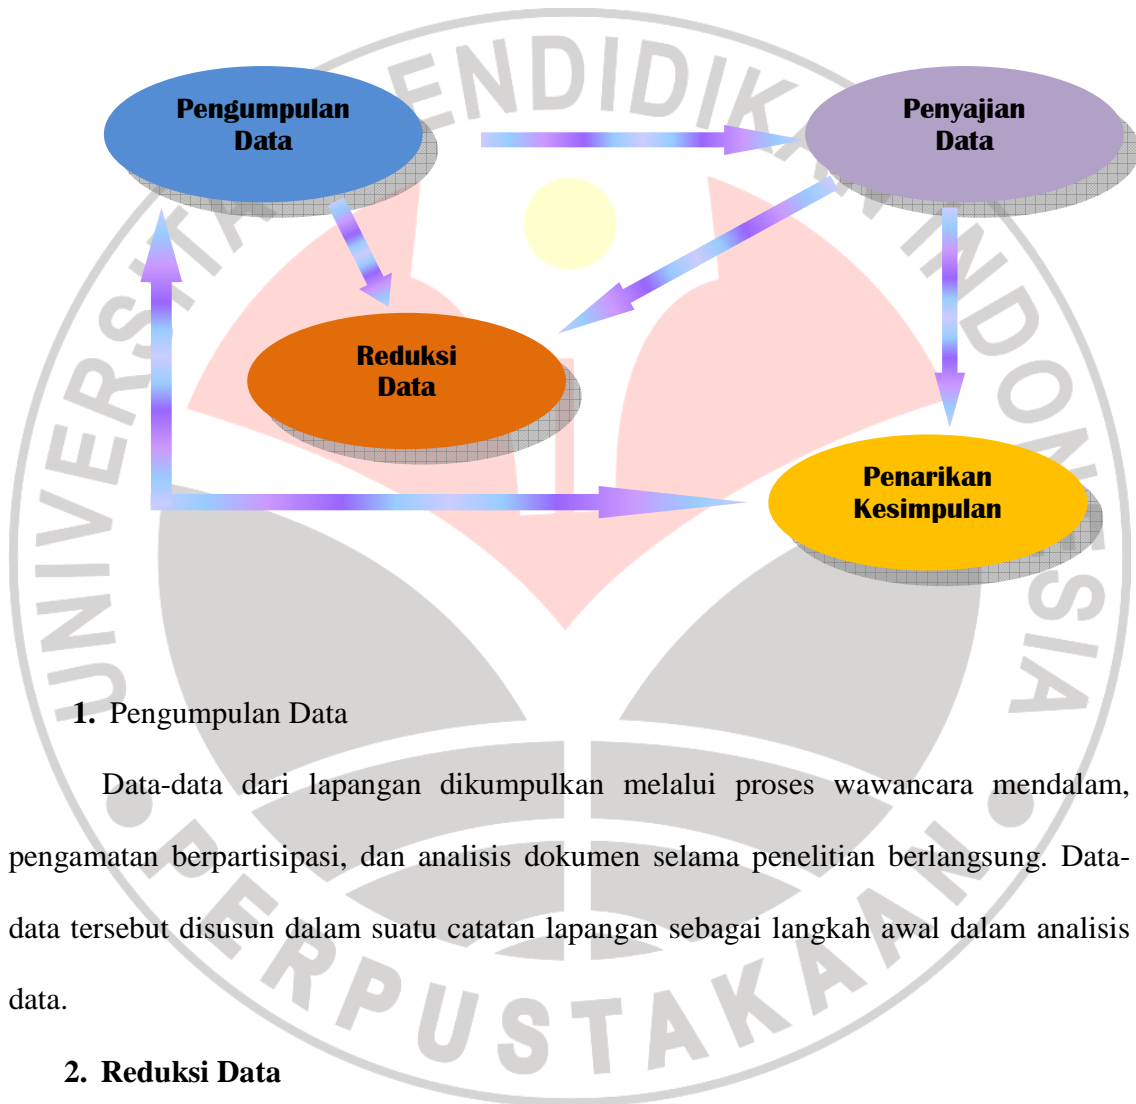 UNIVERSITAS PENDIDIKAN INDONESIA
Pengumpulan
Data
Penyajian
Data
Reduksi
Data
Penarikan
Kesimpulan
1. Pengumpulan Data
Data-data dari lapangan dikumpulkan melalui proses wawancara mendalam,
pengamatan berpartisipasi, dan analisis dokumen selama penelitian berlangsung. Data-
data tersebut disusun dalam suatu catatan lapangan sebagai langkah awal dalam analisis
data.
2. Reduksi Data
PERPUSTAKAAN